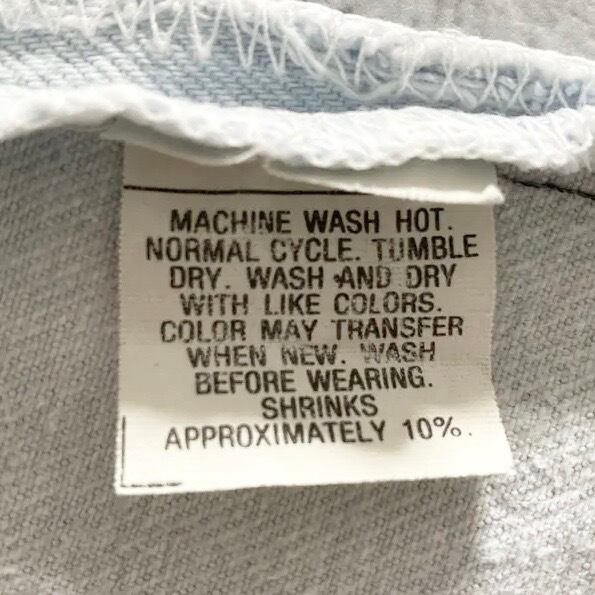 MACHINE WASH HOT.
NORMAL CYCLE. TUMBLE
DRY. WASH AND DRY
WITH LIKE COLORS.
COLOR MAY TRANSFER
WHEN NEW. WASH
BEFORE WEARING.
SHRINKS
APPROXIMATELY 10%.